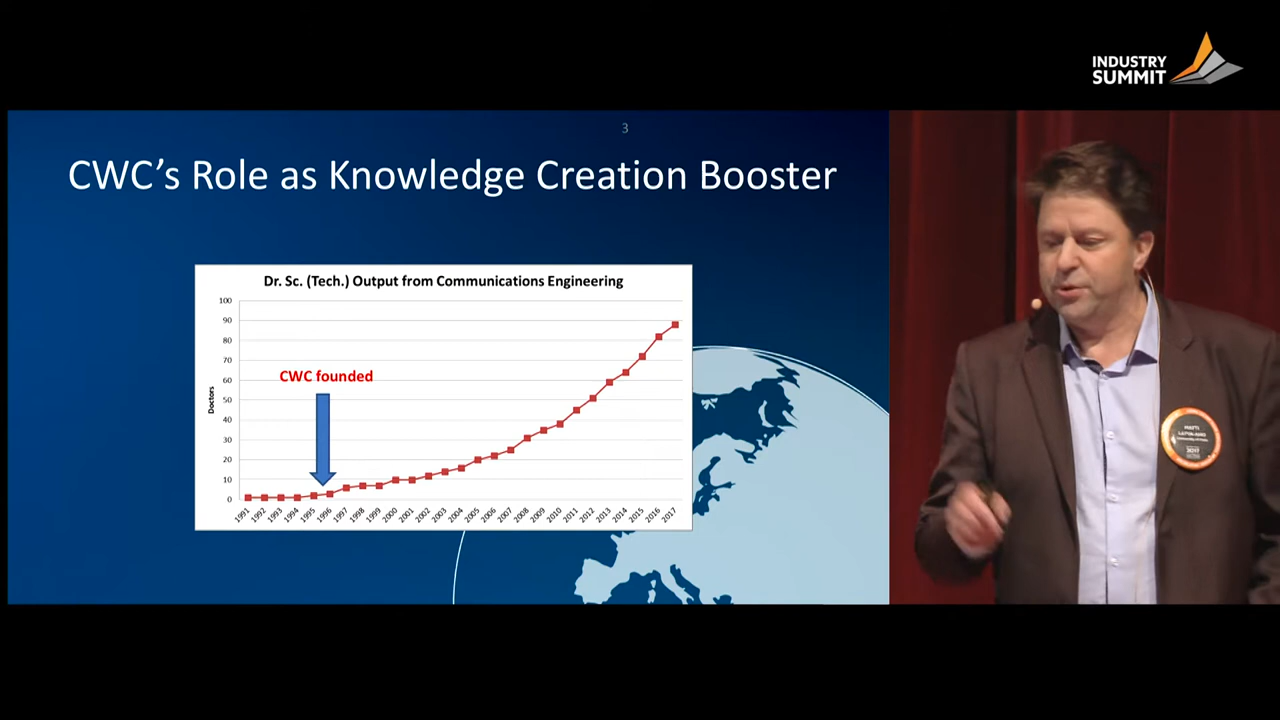 INDUSTRY
SUMMIT
3
CWC's Role as Knowledge Creation Booster
Dr. Sc. (Tech.) Output from Communications Engineering
100
90
80
70
60
50
40
30
20
10
0
Doctors
CWC founded
1991 1992 1993 1994 1995 1996 1997 1998 1999 2000 2001 2002 2003 2004 2005 2006 2007 2008 2009 2010 2011 2012 2013 2014 2015 2016 2017
MATTI
2017